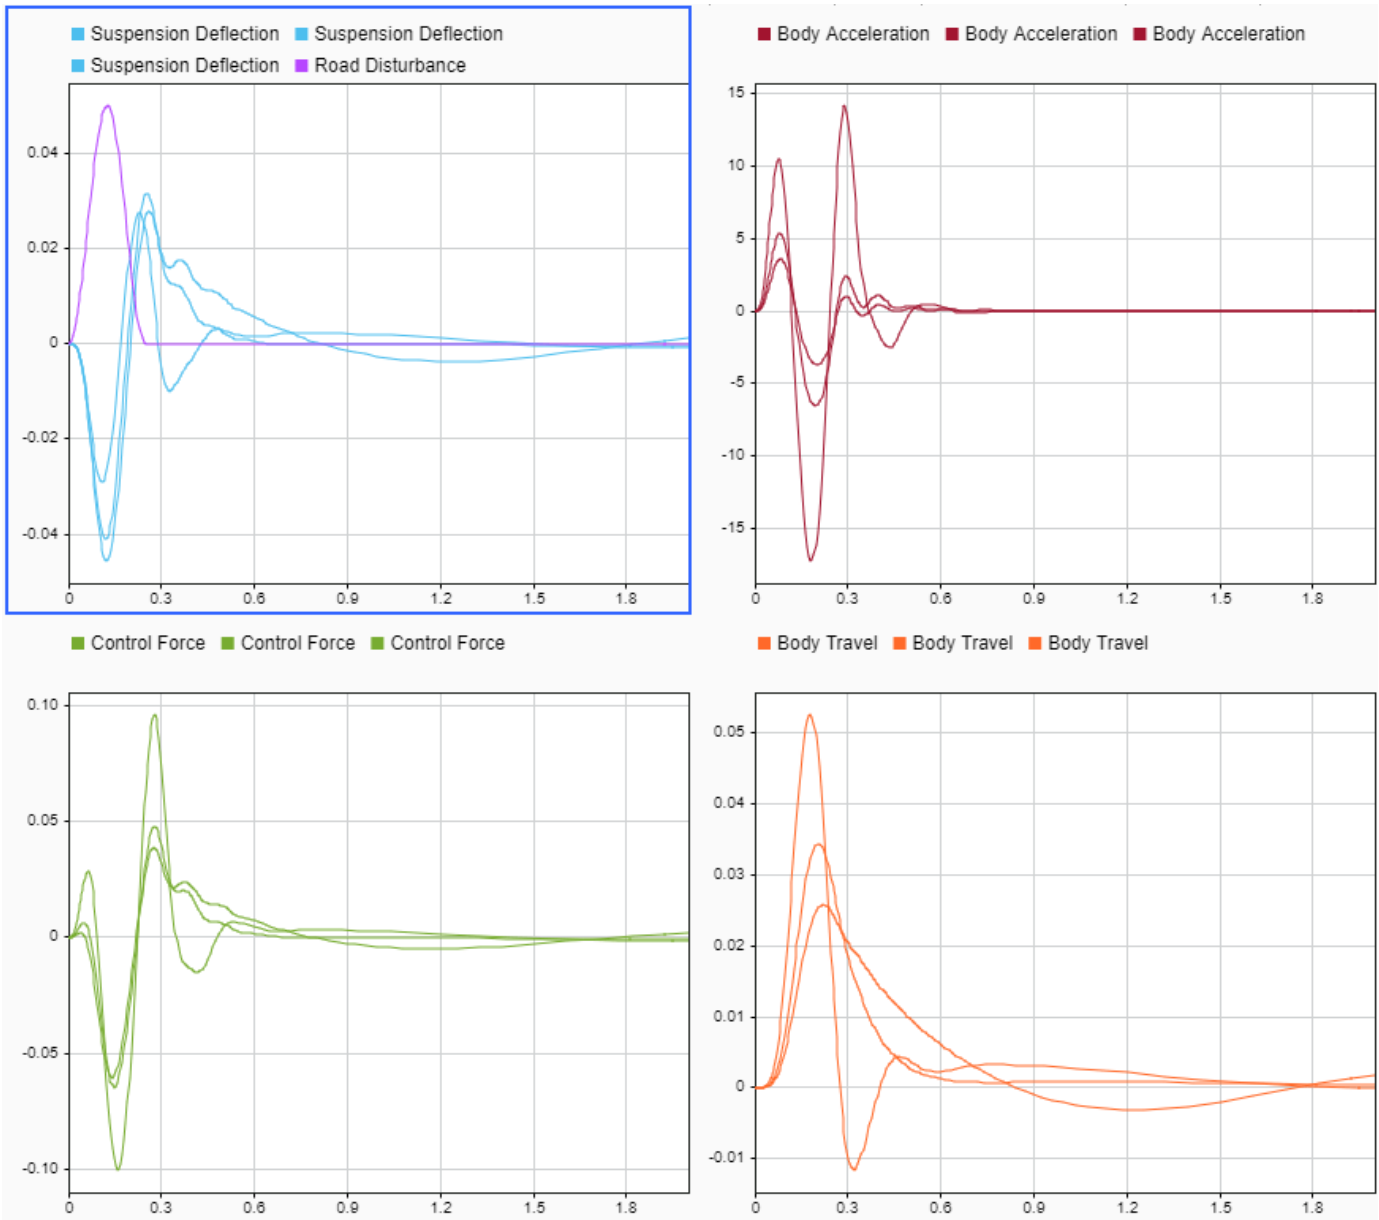 Suspension Deflection Suspension Deflection
Suspension Deflection Road Disturbance
0.04
0.02
0
-0.02
-0.04
0 0.3 0.6 0.9 1.2 1.5 1.8
Body Acceleration Body Acceleration Body Acceleration
15
10
5
0
-5
-10
-15
0 0.3 0.6 0.9 1.2 1.5 1.8
Control Force Control Force Control Force
0.10
0.05
0
-0.05
-0.10
0 0.3 0.6 0.9 1.2 1.5 1.8
Body Travel Body Travel Body Travel
0.05
0.04
0.03
0.02
0.01
0
-0.01
0 0.3 0.6 0.9 1.2 1.5 1.8